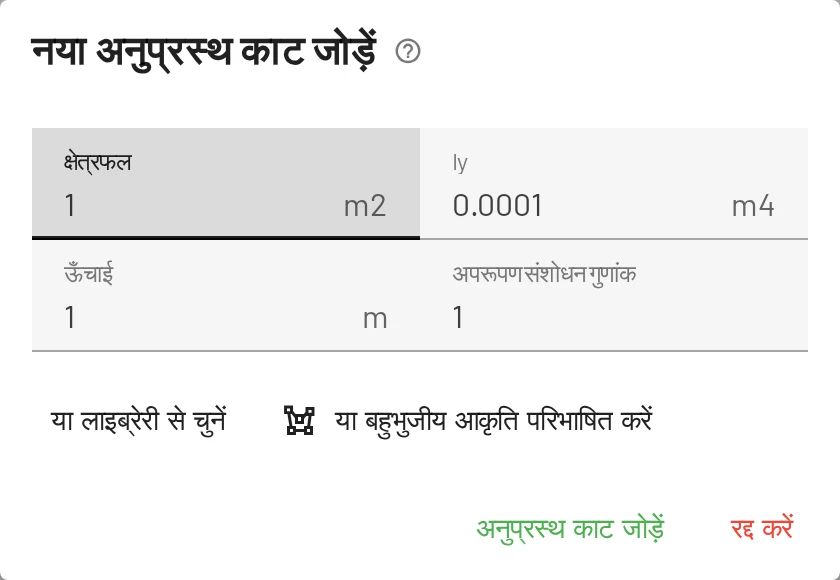 नया अनुप्रस्थ काट जोड़ें
क्षेत्रफल
1 m2
Iy
0.0001 m4
ऊँचाई
1 m
अपरूपण संशोधन गुणांक
1
या लाइब्रेरी से चुनें
या बहुभुजीय आकृति परिभाषित करें
अनुप्रस्थ काट जोड़ें रद्द करें